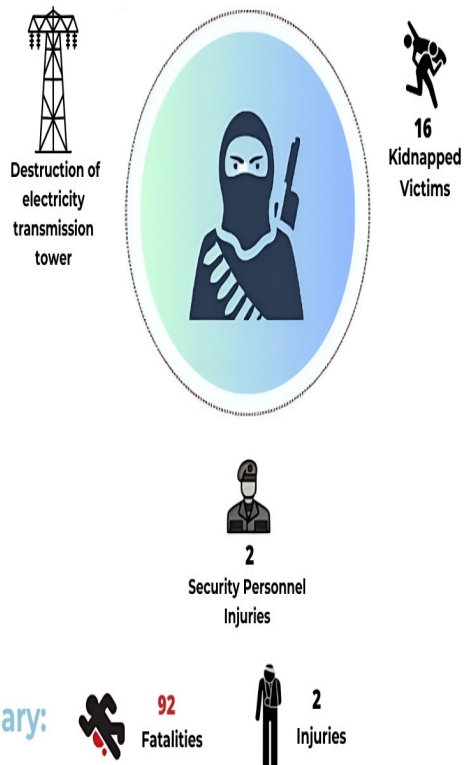 Destruction of
electricity
transmission
tower
16
Kidnapped
Victims
2
Security Personnel
Injuries
ary:
92
Fatalities
2
Injuries